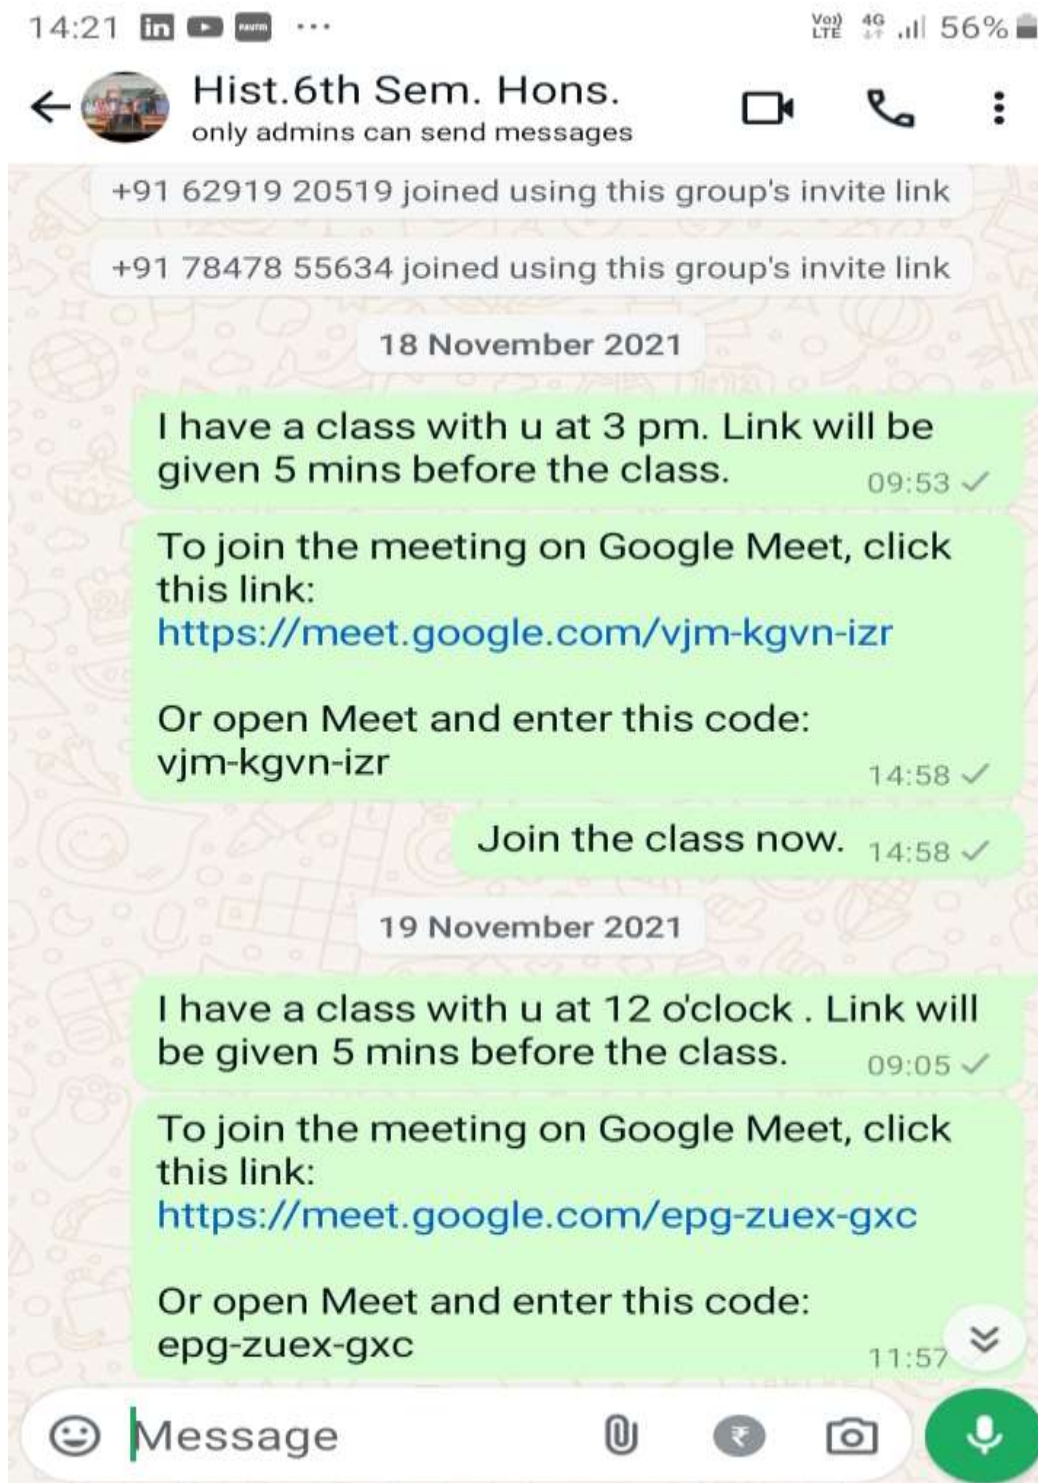 14:21 in PAYTM ... Vo)) LTE 4G 56%
Hist.6th Sem. Hons.
only admins can send messages
+91 62919 20519 joined using this group's invite link
+91 78478 55634 joined using this group's invite link
18 November 2021
I have a class with u at 3 pm. Link will be
given 5 mins before the class. 09:53
To join the meeting on Google Meet, click
this link:
https://meet.google.com/vjm-kgvn-izr
Or open Meet and enter this code:
vjm-kgvn-izr 14:58
Join the class now. 14:58
19 November 2021
I have a class with u at 12 o'clock . Link will
be given 5 mins before the class. 09:05
To join the meeting on Google Meet, click
this link:
https://meet.google.com/epg-zuex-gxc
Or open Meet and enter this code:
epg-zuex-gxc 11:57
Message ₹